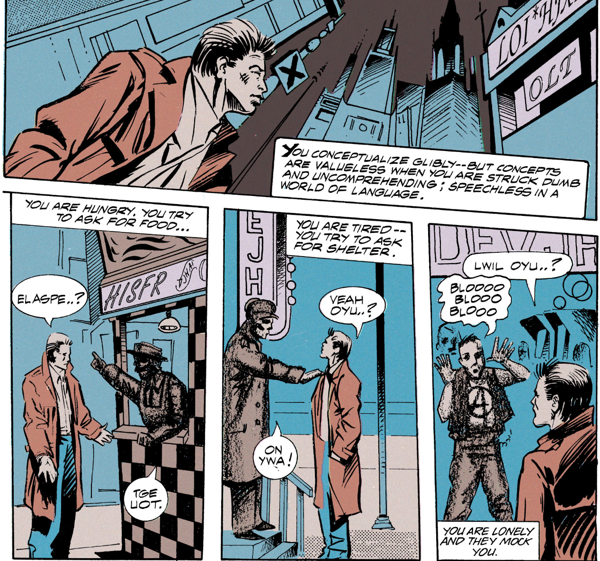 LOI*HJX
OLT
YOU CONCEPTUALIZE GLIBLY--BUT CONCEPTS
ARE VALUELESS WHEN YOU ARE STRUCK DUMB
AND UNCOMPREHENDING; SPEECHLESS IN A
WORLD OF LANGUAGE.
YOU ARE HUNGRY. YOU TRY
TO ASK FOR FOOD...
ELASPE..?
HISFR
TGE
UOT.
YOU ARE TIRED--
YOU TRY TO ASK
FOR SHELTER.
EJH
VEAH
OYU..?
ON
YWA!
DEVJH
LWIL OYU..?
BLOOOO
BLOOO
BLOOO
YOU ARE LONELY
AND THEY MOCK
YOU.